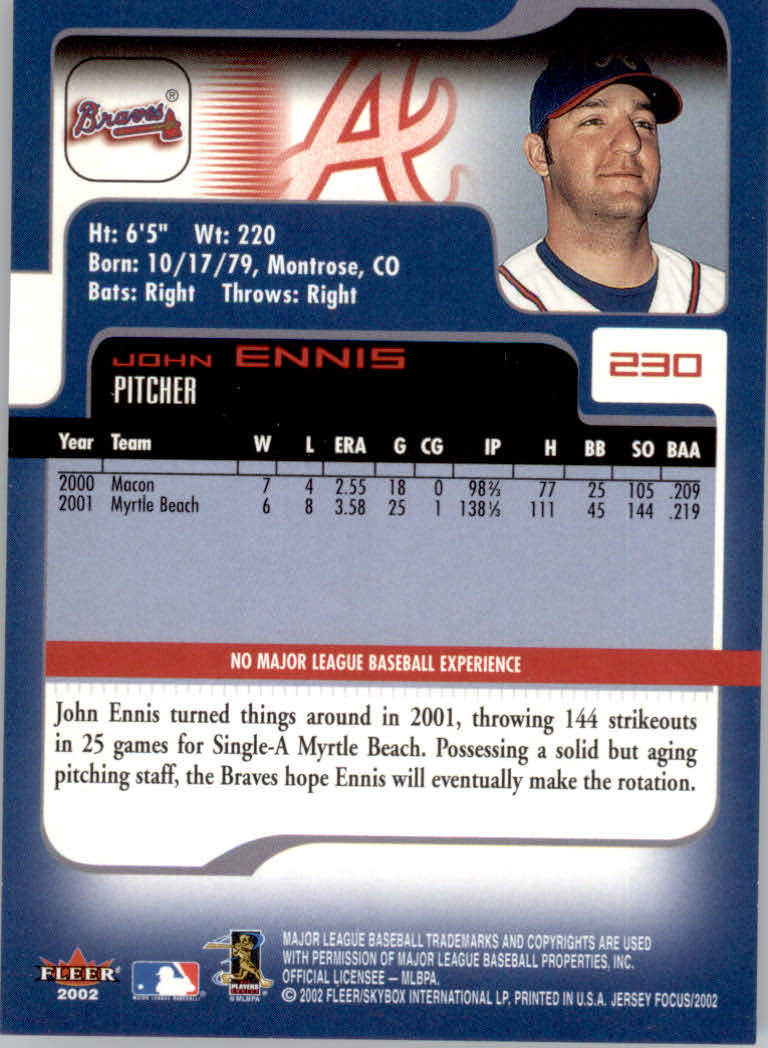 Braves®
A
Ht: 6'5" Wt: 220
Born: 10/17/79, Montrose, CO
Bats: Right Throws: Right
JOHN ENNIS
230
PITCHER
Year Team W L ERA G CG IP H BB SO BAA
2000 Macon 7 4 2.55 18 0 98⅔ 77 25 105 .209
2001 Myrtle Beach 6 8 3.58 25 1 138⅓ 111 45 144 .219
NO MAJOR LEAGUE BASEBALL EXPERIENCE
John Ennis turned things around in 2001, throwing 144 strikeouts
in 25 games for Single-A Myrtle Beach. Possessing a solid but aging
pitching staff, the Braves hope Ennis will eventually make the rotation.
FLEER
2002
MAJOR LEAGUE BASEBALL
PLAYERS
CHOICE
©MLBPA
MAJOR LEAGUE BASEBALL TRADEMARKS AND COPYRIGHTS ARE USED
WITH PERMISSION OF MAJOR LEAGUE BASEBALL PROPERTIES, INC.
OFFICIAL LICENSEE — MLBPA.
© 2002 FLEER/SKYBOX INTERNATIONAL LP, PRINTED IN U.S.A. JERSEY FOCUS/2002